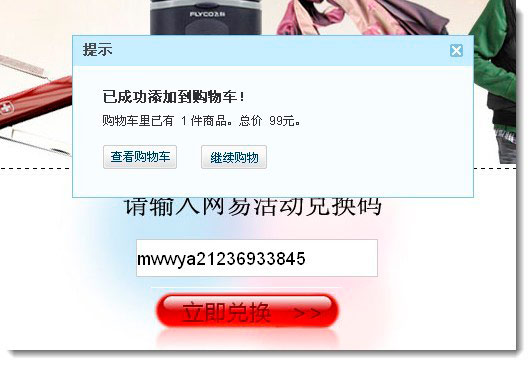 FLYCO飞科
提示
已成功添加到购物车！
购物车里已有 1 件商品。总价 99元。
查看购物车
继续购物
请输入网易活动兑换码
mwwya21236933845
立即兑换 >>